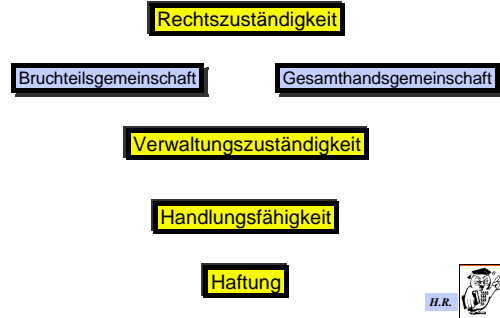 Rechtszuständigkeit
Bruchteilsgemeinschaft
Gesamthandsgemeinschaft
Verwaltungszuständigkeit
Handlungsfähigkeit
Haftung
H.R.